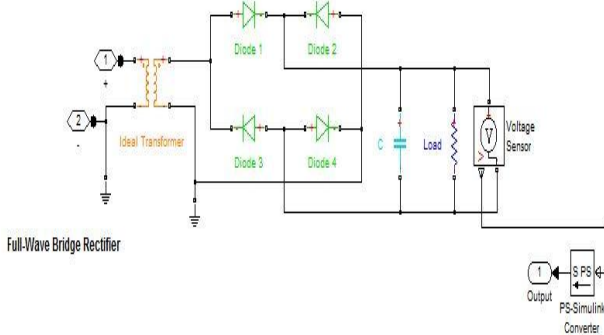 Diode 1
Diode 2
1
+
2
-
Ideal Transformer
Diode 3
Diode 4
C
Load
V
V
Voltage
Sensor
Full-Wave Bridge Rectifier
1
Output
S PS
PS-Simulink
Converter